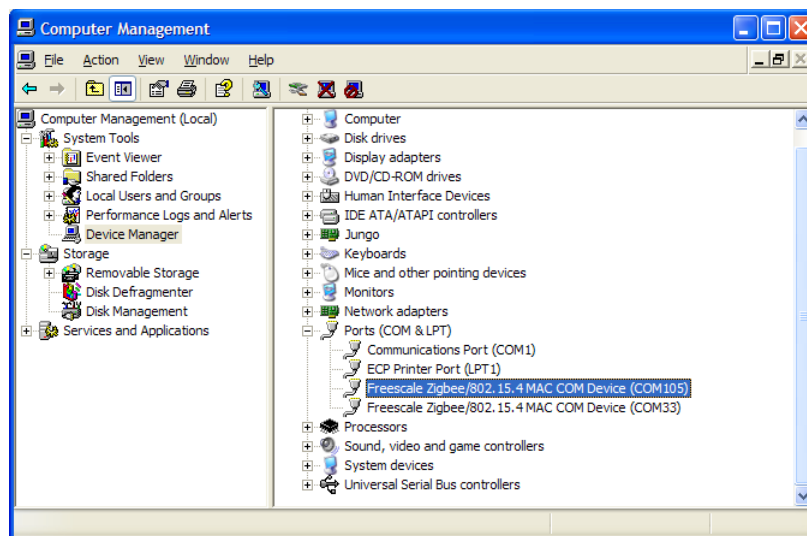 Computer Management
File Action View Window Help
Computer Management (Local)
System Tools
Event Viewer
Shared Folders
Local Users and Groups
Performance Logs and Alerts
Device Manager
Storage
Removable Storage
Disk Defragmenter
Disk Management
Services and Applications
Computer
Disk drives
Display adapters
DVD/CD-ROM drives
Human Interface Devices
IDE ATA/ATAPI controllers
Jungo
Keyboards
Mice and other pointing devices
Monitors
Network adapters
Ports (COM & LPT)
Communications Port (COM1)
ECP Printer Port (LPT1)
Freescale Zigbee/802.15.4 MAC COM Device (COM105)
Freescale Zigbee/802.15.4 MAC COM Device (COM33)
Processors
Sound, video and game controllers
System devices
Universal Serial Bus controllers